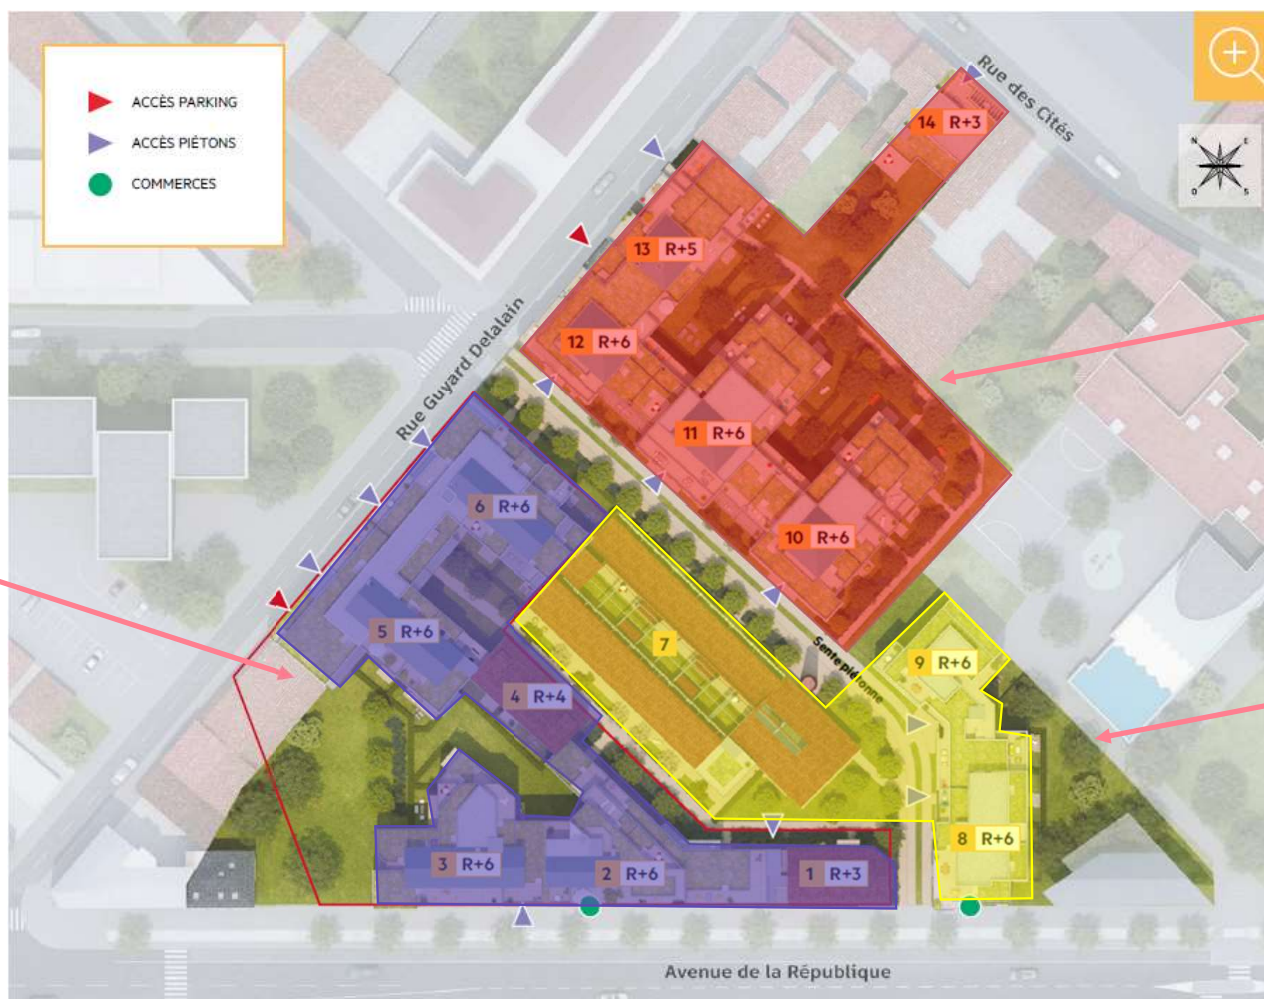 ACCÈS PARKING
ACCÈS PIÉTONS
COMMERCES
Rue des Cités
N E
O S
14 R+3
13 R+5
12 R+6
Rue Guyard Delalain
11 R+6
6 R+6
10 R+6
5 R+6
7
Sente piétonne
9 R+6
4 R+4
8 R+6
3 R+6
2 R+6
1 R+3
Avenue de la République